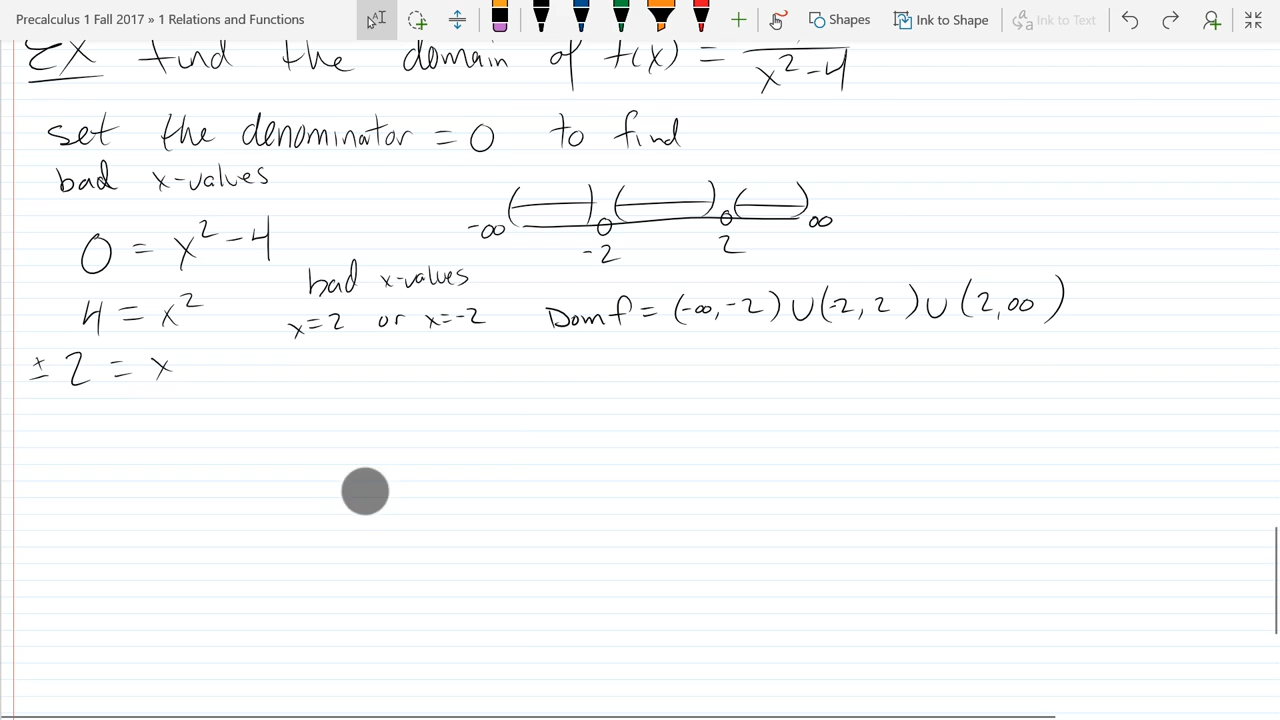 Precalculus 1 Fall 2017 » 1 Relations and Functions
Shapes
Ink to Shape
Ink to Text
Ex find the domain of f(x) = x² - 4
set the denominator = 0 to find
bad x-values
-∞ ∞
-2 2
0 = x² - 4
bad x-values
4 = x²
x=2 or x=-2
Dom f = (-∞, -2) ∪ (-2, 2) ∪ (2, ∞)
± 2 = x